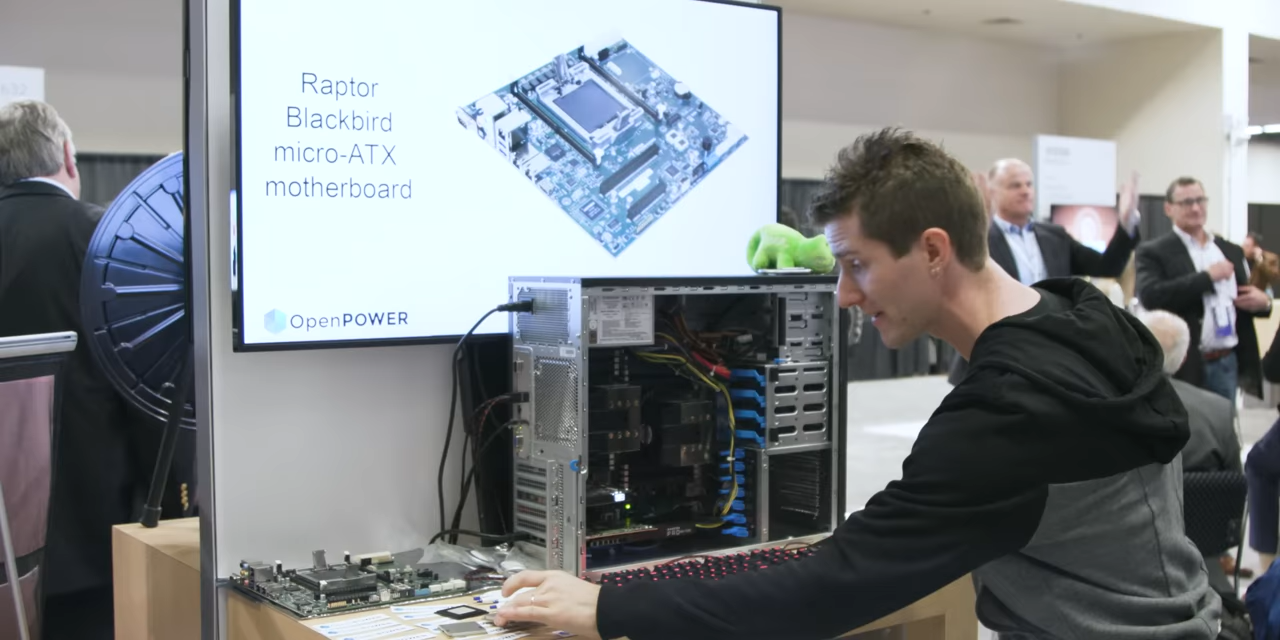 Raptor
Blackbird
micro-ATX
motherboard
OpenPOWER